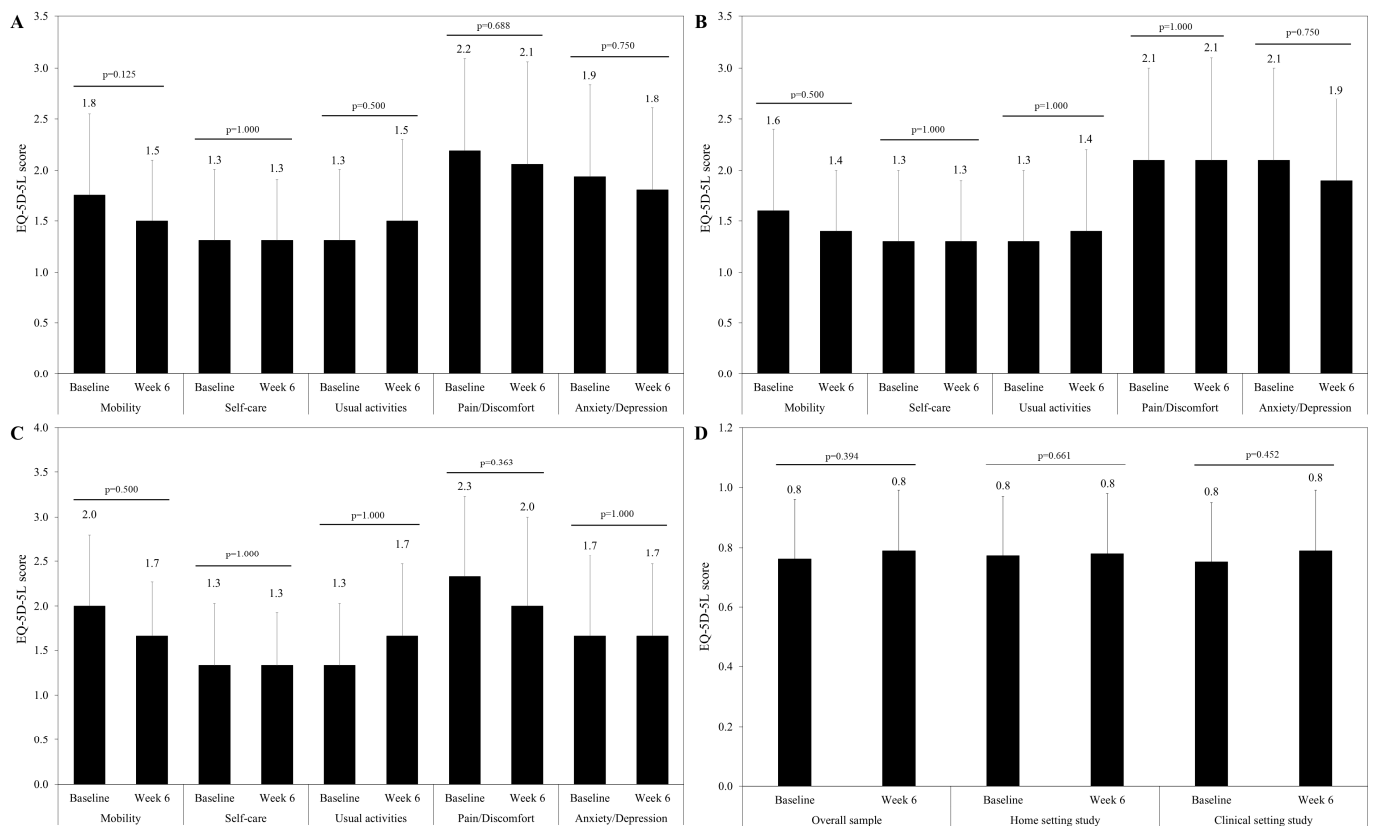 A
EQ-5D-5L score
3.5
3.0
2.5
2.0
1.5
1.0
0.5
0.0
p=0.125
p=1.000
p=0.500
p=0.688
p=0.750
1.8
1.5
1.3
1.3
1.3
1.5
2.2
2.1
1.9
1.8
Baseline Week 6 Baseline Week 6 Baseline Week 6 Baseline Week 6 Baseline Week 6
Mobility Self-care Usual activities Pain/Discomfort Anxiety/Depression
B
EQ-5D-5L score
3.5
3.0
2.5
2.0
1.5
1.0
0.5
0.0
p=0.500
p=1.000
p=1.000
p=1.000
p=0.750
1.6
1.4
1.3
1.3
1.3
1.4
2.1
2.1
2.1
1.9
Baseline Week 6 Baseline Week 6 Baseline Week 6 Baseline Week 6 Baseline Week 6
Mobility Self-care Usual activities Pain/Discomfort Anxiety/Depression
C
EQ-5D-5L score
4.0
3.5
3.0
2.5
2.0
1.5
1.0
0.5
0.0
p=0.500
p=1.000
p=1.000
p=0.363
p=1.000
2.0
1.7
1.3
1.3
1.3
1.7
2.3
2.0
1.7
1.7
Baseline Week 6 Baseline Week 6 Baseline Week 6 Baseline Week 6 Baseline Week 6
Mobility Self-care Usual activities Pain/Discomfort Anxiety/Depression
D
EQ-5D-5L score
1.2
1.0
0.8
0.6
0.4
0.2
0.0
p=0.394
p=0.661
p=0.452
0.8
0.8
0.8
0.8
0.8
0.8
Baseline Week 6 Baseline Week 6 Baseline Week 6
Overall sample Home setting study Clinical setting study